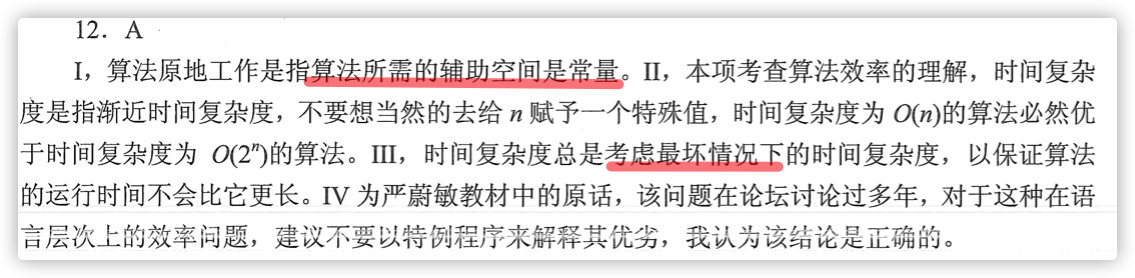 12．A
I，算法原地工作是指算法所需的辅助空间是常量。II，本项考查算法效率的理解，时间复杂
度是指渐近时间复杂度，不要想当然的去给 n 赋予一个特殊值，时间复杂度为 O(n)的算法必然优
于时间复杂度为 O(2ⁿ)的算法。III，时间复杂度总是考虑最坏情况下的时间复杂度，以保证算法
的运行时间不会比它更长。IV 为严蔚敏教材中的原话，该问题在论坛讨论过多年，对于这种在语
言层次上的效率问题，建议不要以特例程序来解释其优劣，我认为该结论是正确的。